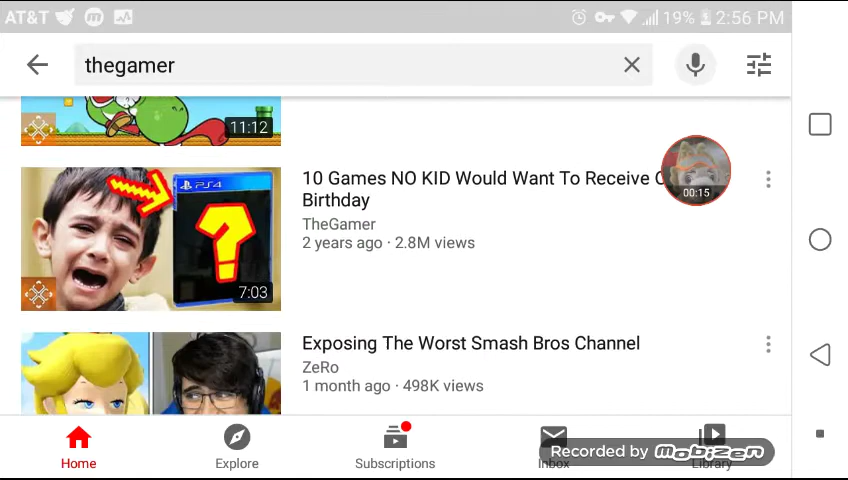 AT&T
19% 2:56 PM
thegamer
11:12
PS4
?
7:03
10 Games NO KID Would Want To Receive
Birthday
TheGamer
2 years ago · 2.8M views
00:15
Exposing The Worst Smash Bros Channel
ZeRo
1 month ago · 498K views
Home
Explore
Subscriptions
Inbox
Library
Recorded by Mobizen